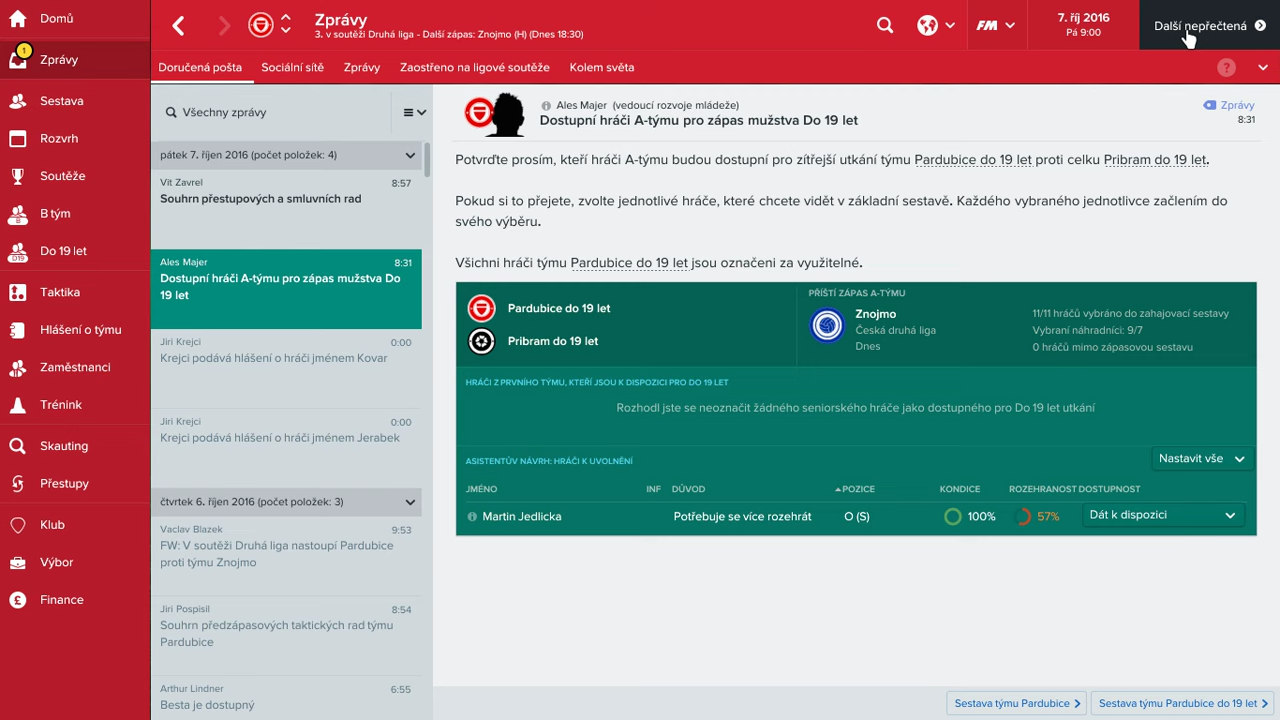 Domů
1
Zprávy
Sestava
Rozvrh
Soutěže
B tým
Do 19 let
Taktika
Hlášení o týmu
Zaměstnanci
Trénink
Skauting
Přestupy
Klub
Výbor
Finance
Zprávy
3. v soutěži Druhá liga - Další zápas: Znojmo (H) (Dnes 18:30)
FM
7. říj 2016
Pá 9:00
Další nepřečtená
Doručená pošta
Sociální sítě
Zprávy
Zaostřeno na ligové soutěže
Kolem světa
?
Všechny zprávy
pátek 7. říjen 2016 (počet položek: 4)
Vit Zavrel 8:57
Souhrn přestupových a smluvních rad
Ales Majer 8:31
Dostupní hráči A-týmu pro zápas mužstva Do
19 let
Jiri Krejci 0:00
Krejci podává hlášení o hráči jménem Kovar
Jiri Krejci 0:00
Krejci podává hlášení o hráči jménem Jerabek
čtvrtek 6. říjen 2016 (počet položek: 3)
Vaclav Blazek 9:53
FW: V soutěži Druhá liga nastoupí Pardubice
proti týmu Znojmo
Jiri Pospisil 8:54
Souhrn předzápasových taktických rad týmu
Pardubice
Arthur Lindner 6:55
Besta je dostupný
Ales Majer (vedoucí rozvoje mládeže)
Dostupní hráči A-týmu pro zápas mužstva Do 19 let
Zprávy
8:31
Potvrďte prosím, kteří hráči A-týmu budou dostupní pro zítřejší utkání týmu Pardubice do 19 let proti celku Pribram do 19 let.
Pokud si to přejete, zvolte jednotlivé hráče, které chcete vidět v základní sestavě. Každého vybraného jednotlivce začlením do
svého výběru.
Všichni hráči týmu Pardubice do 19 let jsou označeni za využitelné.
Pardubice do 19 let
Pribram do 19 let
PŘÍŠTÍ ZÁPAS A-TÝMU
Znojmo
Česká druhá liga
Dnes
11/11 hráčů vybráno do zahajovací sestavy
Vybraní náhradníci: 9/7
0 hráčů mimo zápasovou sestavu
HRÁČI Z PRVNÍHO TÝMU, KTEŘÍ JSOU K DISPOZICI PRO DO 19 LET
Rozhodl jste se neoznačit žádného seniorského hráče jako dostupného pro Do 19 let utkání
ASISTENTŮV NÁVRH: HRÁČI K UVOLNĚNÍ
Nastavit vše
JMÉNO INF DŮVOD POZICE KONDICE ROZEHRANOST DOSTUPNOST
Martin Jedlicka Potřebuje se více rozehrát O (S) 100% 57% Dát k dispozici
Sestava týmu Pardubice
Sestava týmu Pardubice do 19 let